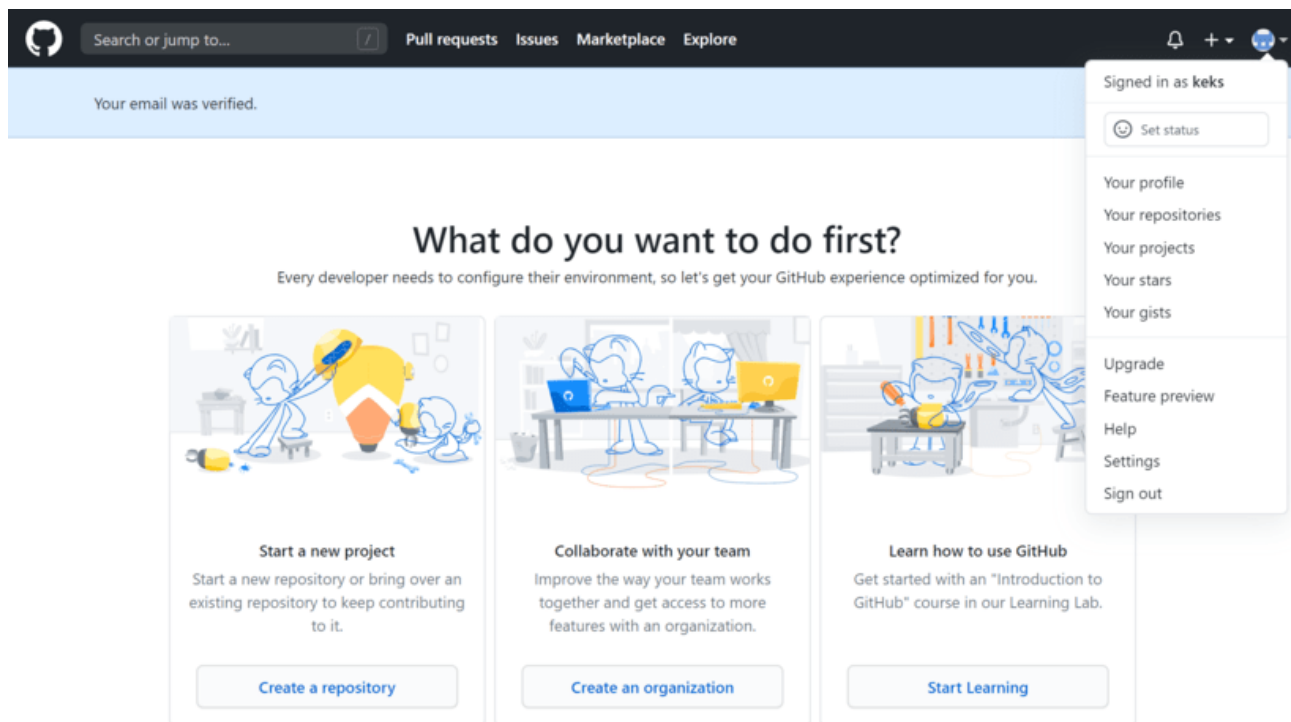 Search or jump to... /
Pull requests Issues Marketplace Explore
Your email was verified.
Signed in as keks
Set status
Your profile
Your repositories
Your projects
Your stars
Your gists
Upgrade
Feature preview
Help
Settings
Sign out
What do you want to do first?
Every developer needs to configure their environment, so let's get your GitHub experience optimized for you.
Start a new project
Start a new repository or bring over an
existing repository to keep contributing
to it.
Create a repository
Collaborate with your team
Improve the way your team works
together and get access to more
features with an organization.
Create an organization
Learn how to use GitHub
Get started with an "Introduction to
GitHub" course in our Learning Lab.
Start Learning